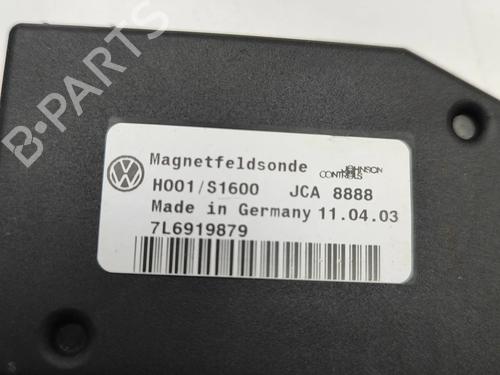 B-PARTS
Magnetfeldsonde JOHNSON CONTROLS
H001/S1600 JCA 8888
Made in Germany 11.04.03
7L6919879